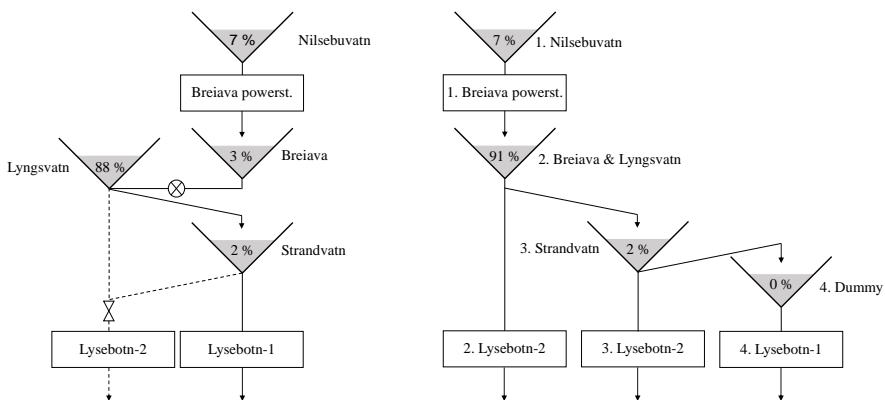 7 %
Nilsebuvatn
Breiava powerst.
Lyngsvatn
88 %
3 %
Breiava
2 %
Strandvatn
Lysebotn-2
Lysebotn-1
7 %
1. Nilsebuvatn
1. Breiava powerst.
91 %
2. Breiava & Lyngsvatn
3. Strandvatn
2 %
0 %
4. Dummy
2. Lysebotn-2
3. Lysebotn-2
4. Lysebotn-1